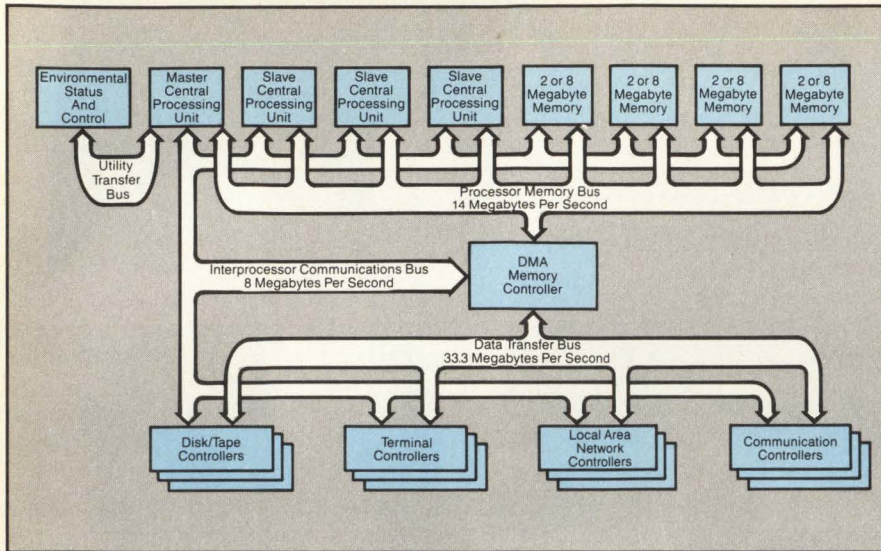 Environmental
Status
And
Control
Master
Central
Processing
Unit
Slave
Central
Processing
Unit
Slave
Central
Processing
Unit
Slave
Central
Processing
Unit
2 or 8
Megabyte
Memory
2 or 8
Megabyte
Memory
2 or 8
Megabyte
Memory
2 or 8
Megabyte
Memory
Utility
Transfer
Bus
Processor Memory Bus
14 Megabytes Per Second
Interprocessor Communications Bus
8 Megabytes Per Second
DMA
Memory
Controller
Data Transfer Bus
33.3 Megabytes Per Second
Disk/Tape
Controllers
Terminal
Controllers
Local Area
Network
Controllers
Communication
Controllers